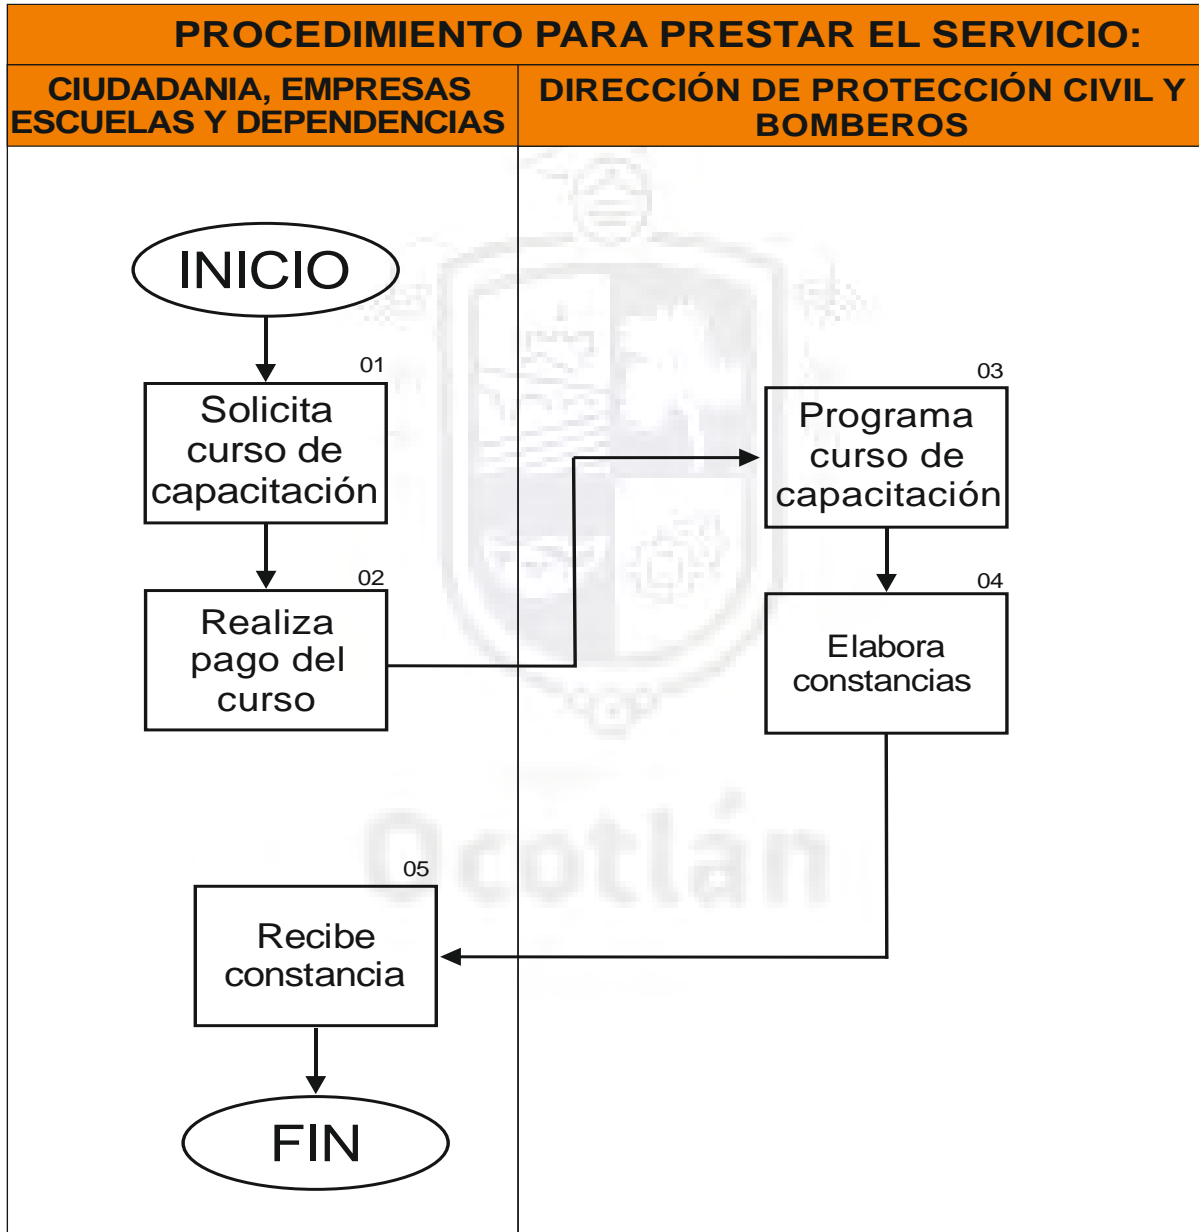 PROCEDIMIENTO PARA PRESTAR EL SERVICIO:
CIUDADANIA, EMPRESAS
ESCUELAS Y DEPENDENCIAS
DIRECCIÓN DE PROTECCIÓN CIVIL Y
BOMBEROS
INICIO
01
Solicita
curso de
capacitación
02
Realiza
pago del
curso
03
Programa
curso de
capacitación
04
Elabora
constancias
Ocotlán
05
Recibe
constancia
FIN